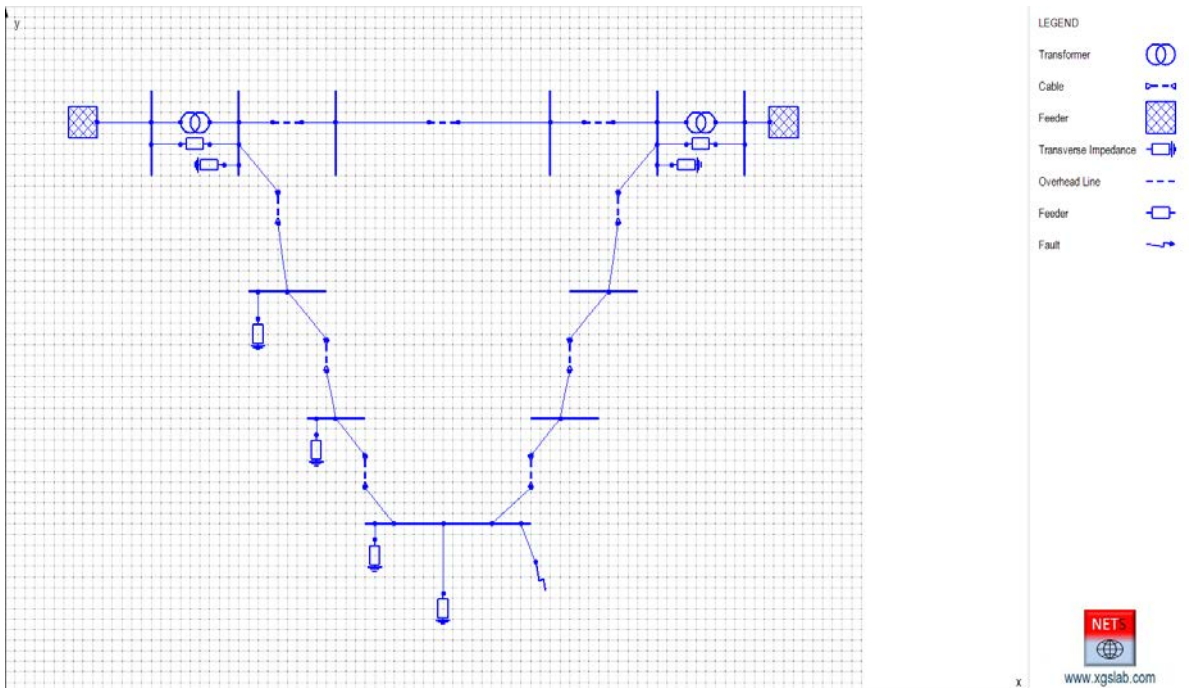 y
LEGEND
Transformer
Cable
Feeder
Transverse Impedance
Overhead Line
Feeder
Fault
NETS
x
www.xgslab.com